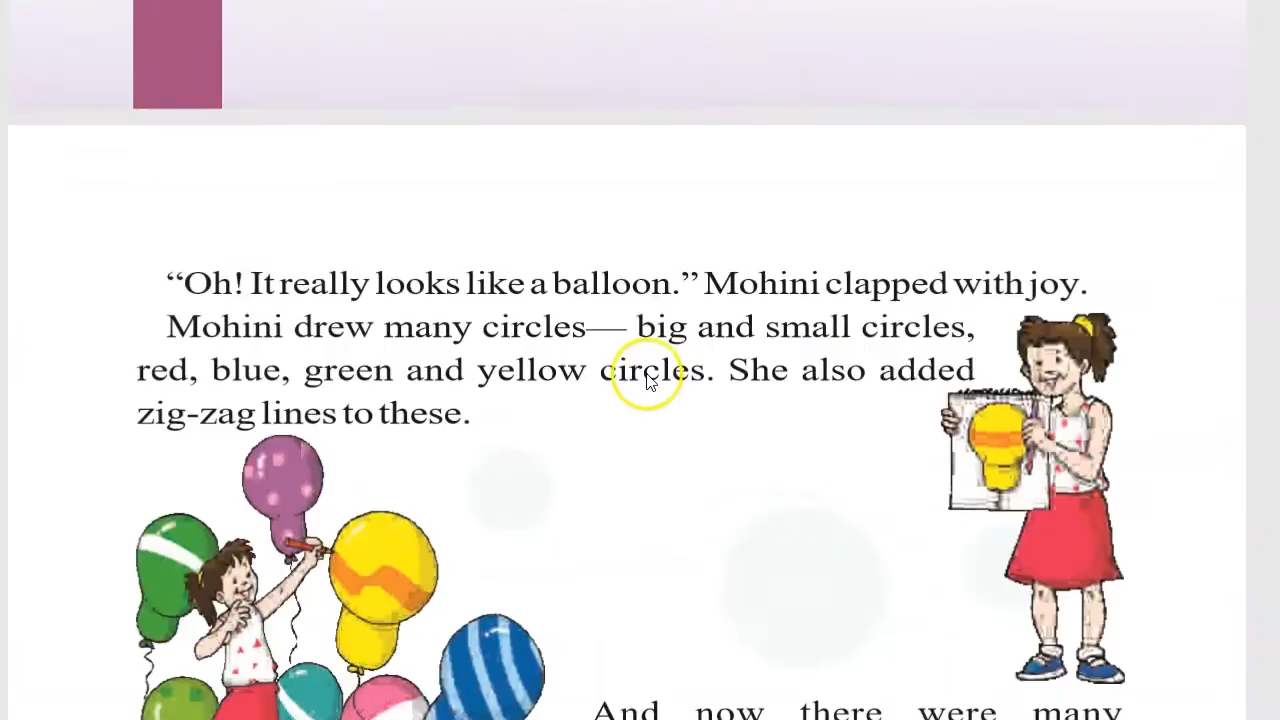 “Oh! It really looks like a balloon.” Mohini clapped with joy.
Mohini drew many circles— big and small circles,
red, blue, green and yellow circles. She also added
zig-zag lines to these.
And now there were many